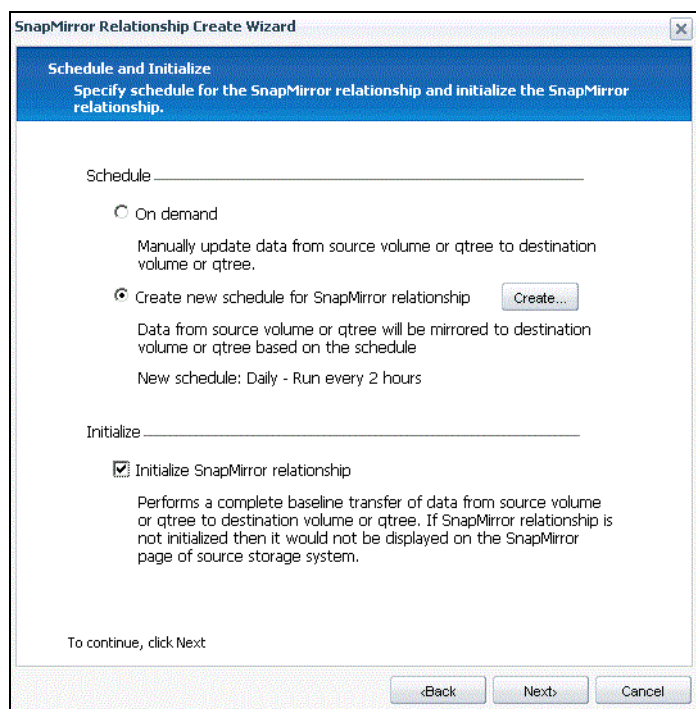 SnapMirror Relationship Create Wizard
Schedule and Initialize
Specify schedule for the SnapMirror relationship and initialize the SnapMirror
relationship.
Schedule
On demand
Manually update data from source volume or qtree to destination
volume or qtree.
Create new schedule for SnapMirror relationship Create...
Data from source volume or qtree will be mirrored to destination
volume or qtree based on the schedule
New schedule: Daily - Run every 2 hours
Initialize
Initialize SnapMirror relationship
Performs a complete baseline transfer of data from source volume
or qtree to destination volume or qtree. If SnapMirror relationship is
not initialized then it would not be displayed on the SnapMirror
page of source storage system.
To continue, click Next
‹Back Next› Cancel